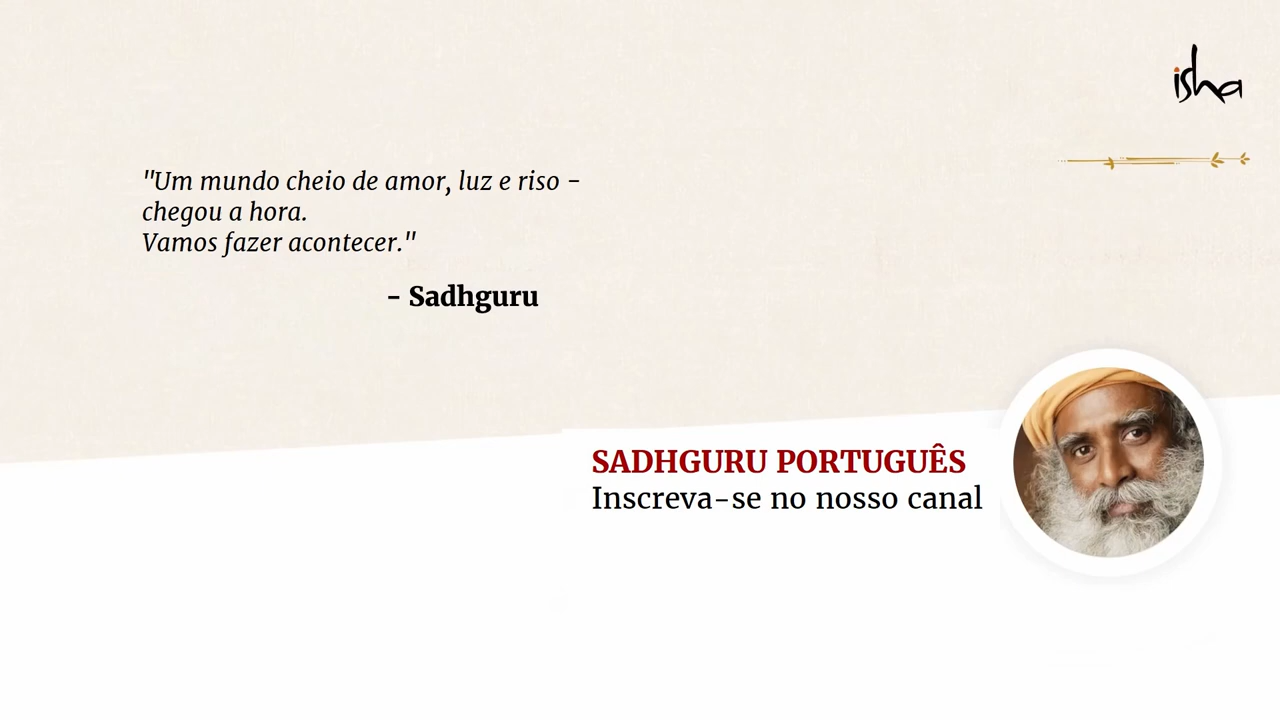 isha
"Um mundo cheio de amor, luz e riso -
chegou a hora.
Vamos fazer acontecer."
- Sadhguru
SADHGURU PORTUGUÊS
Inscreva-se no nosso canal